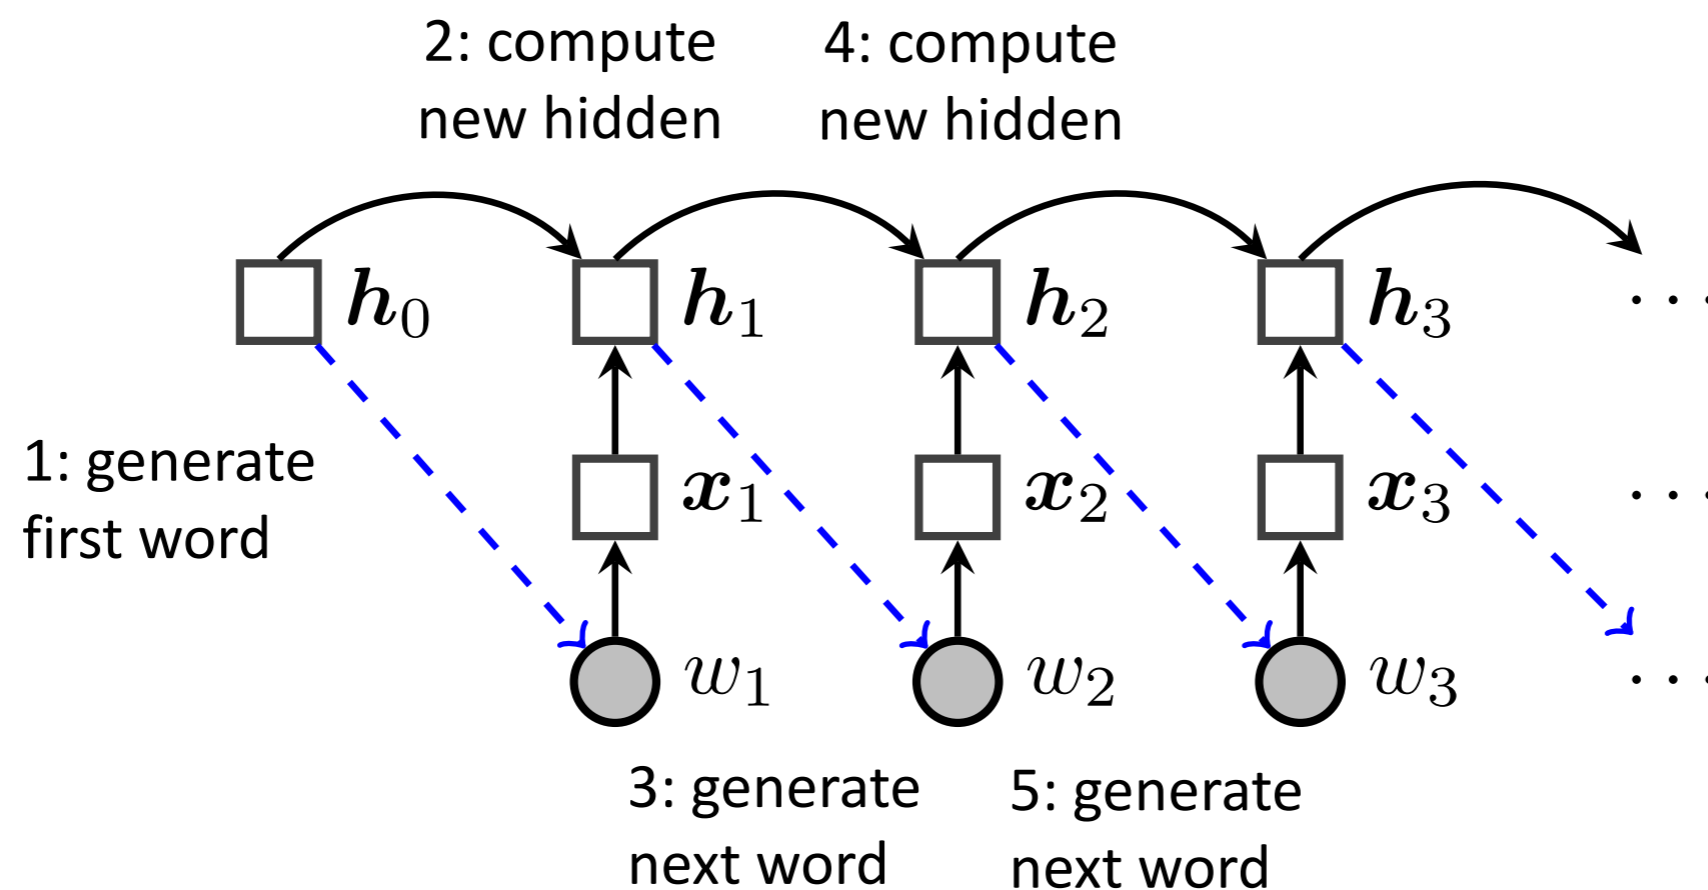 2: compute
new hidden
4: compute
new hidden
h₀
h₁
h₂
h₃
· · ·
1: generate
first word
x₁
x₂
x₃
· · ·
w₁
w₂
w₃
· · ·
3: generate
next word
5: generate
next word